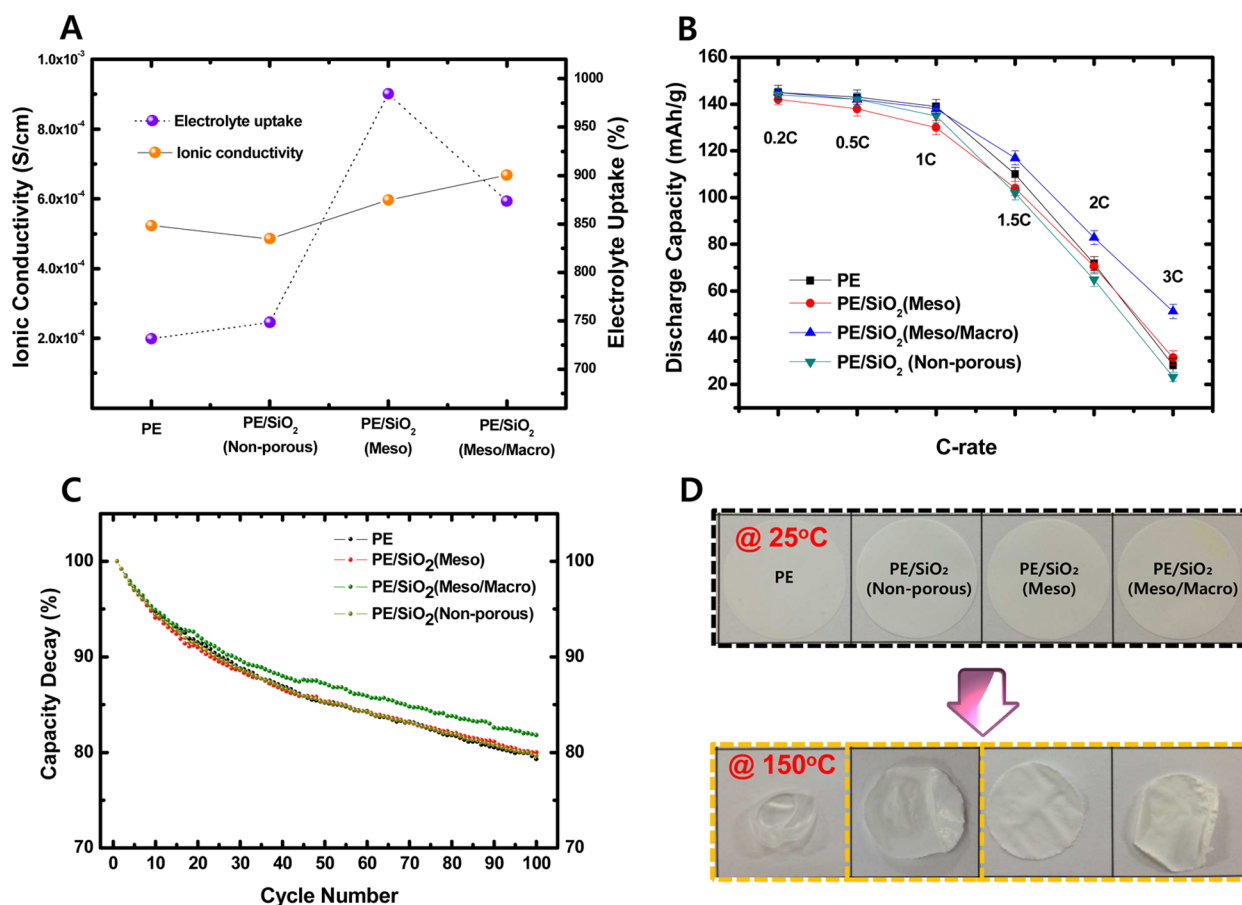 A
1.0x10⁻³
8.0x10⁻⁴
6.0x10⁻⁴
4.0x10⁻⁴
2.0x10⁻⁴
Ionic Conductivity (S/cm)
Electrolyte uptake
Ionic conductivity
1000
950
900
850
800
750
700
Electrolyte Uptake (%)
PE
PE/SiO₂
(Non-porous)
PE/SiO₂
(Meso)
PE/SiO₂
(Meso/Macro)
B
160
140
120
100
80
60
40
20
Discharge Capacity (mAh/g)
0.2C
0.5C
1C
1.5C
2C
3C
PE
PE/SiO₂(Meso)
PE/SiO₂(Meso/Macro)
PE/SiO₂ (Non-porous)
C-rate
C
100
90
80
70
Capacity Decay (%)
PE
PE/SiO₂(Meso)
PE/SiO₂(Meso/Macro)
PE/SiO₂(Non-porous)
100
90
80
70
0 10 20 30 40 50 60 70 80 90 100
Cycle Number
D
@ 25°C
PE
PE/SiO₂
(Non-porous)
PE/SiO₂
(Meso)
PE/SiO₂
(Meso/Macro)
@ 150°C